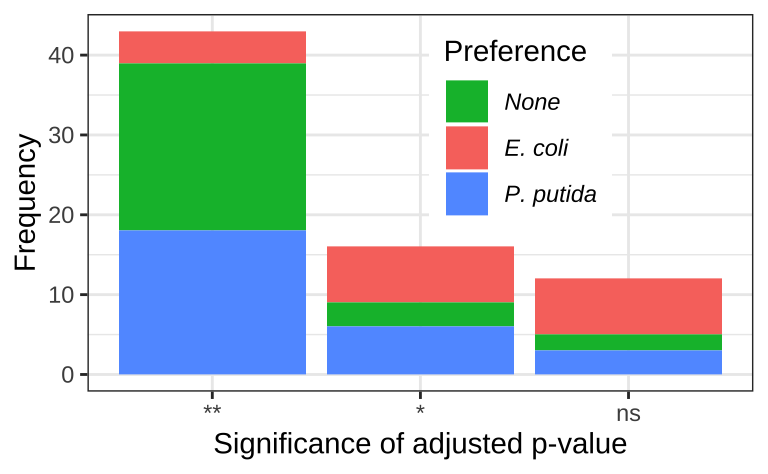 Preference
None
E. coli
P. putida
Frequency
40
30
20
10
0
** * ns
Significance of adjusted p-value